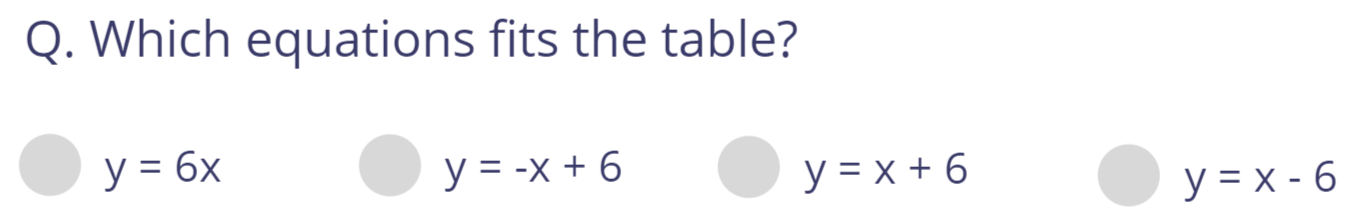 Q. Which equations fits the table?
y = 6x y = -x + 6 y = x + 6 y = x - 6